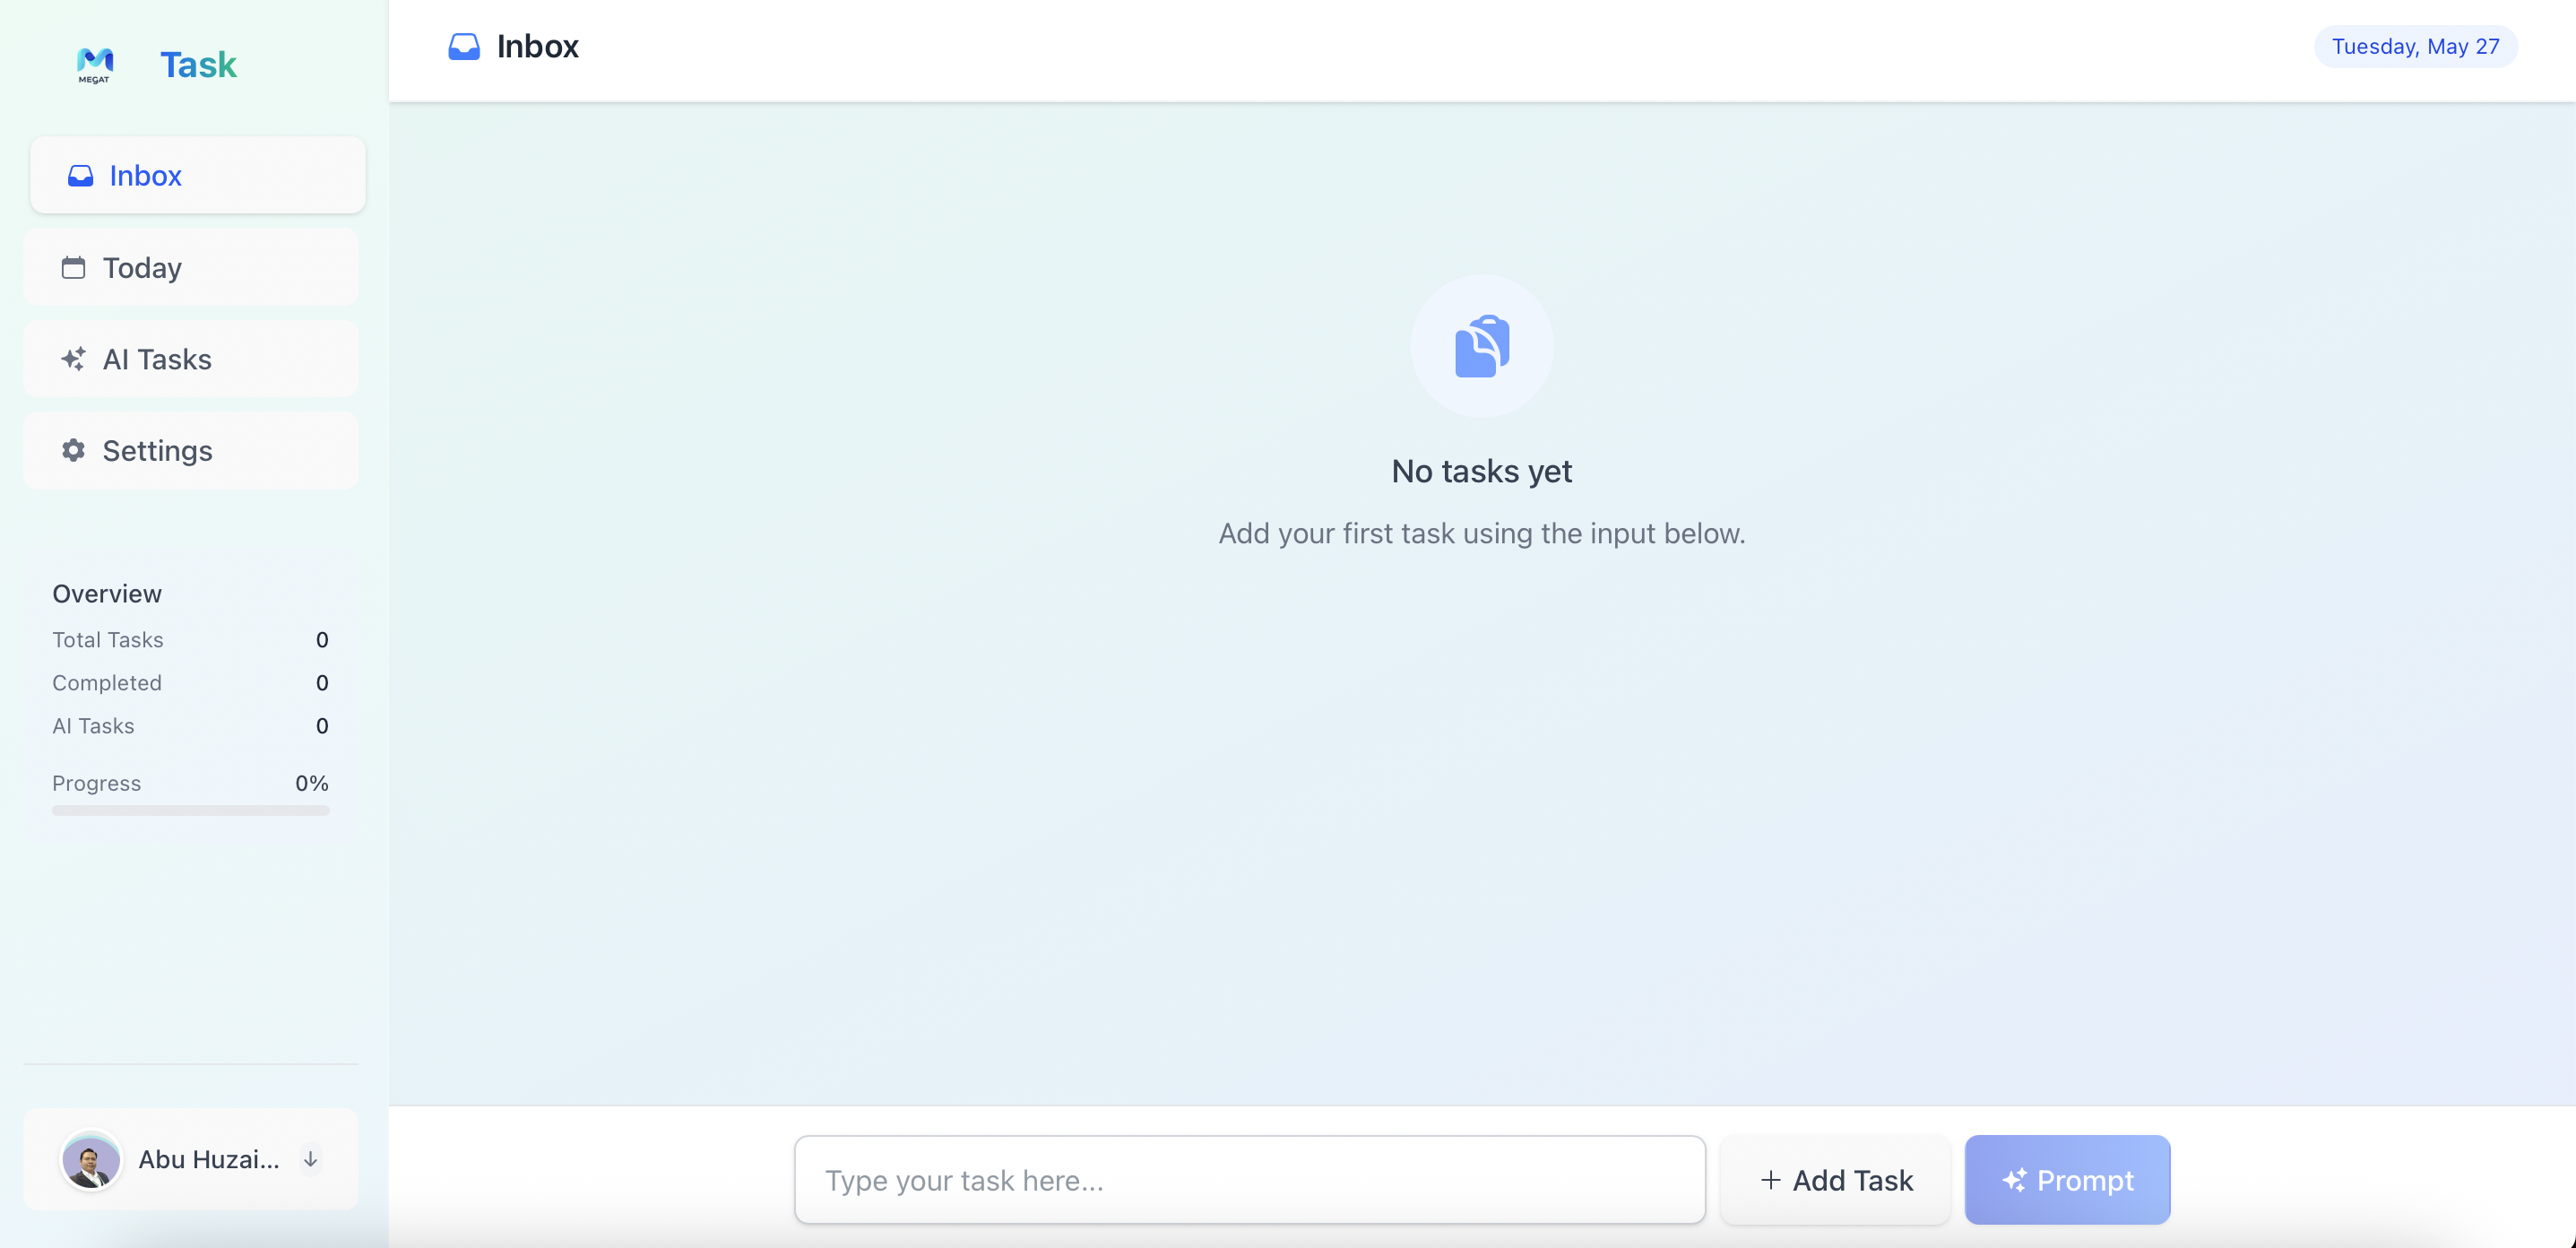 MEGAT
Task
Inbox
Today
AI Tasks
Settings
Overview
Total Tasks 0
Completed 0
AI Tasks 0
Progress 0%
Abu Huzai...
Inbox
Tuesday, May 27
No tasks yet
Add your first task using the input below.
Type your task here...
+ Add Task
Prompt